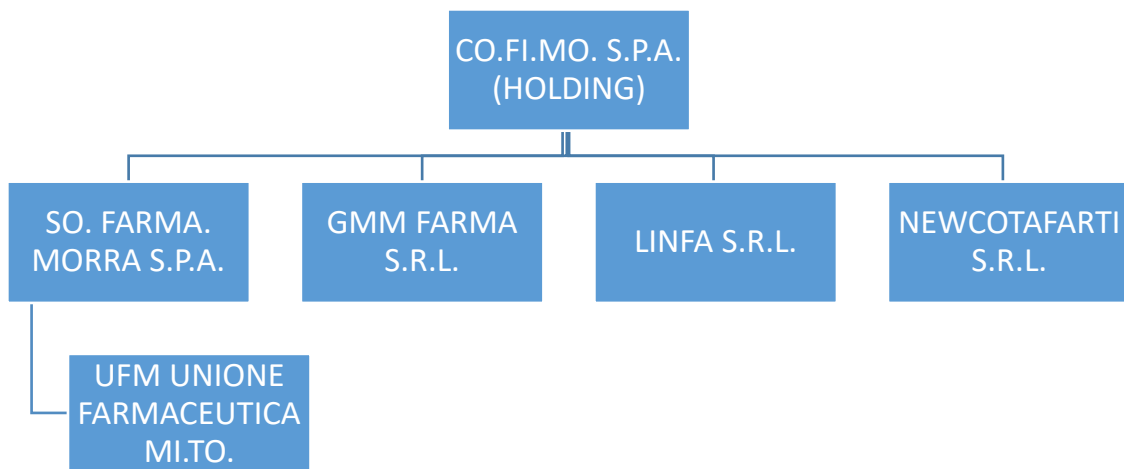 CO.FI.MO. S.P.A.
(HOLDING)
SO. FARMA.
MORRA S.P.A.
GMM FARMA
S.R.L.
LINFA S.R.L.
NEWCOTAFARTI
S.R.L.
UFM UNIONE
FARMACEUTICA
MI.TO.